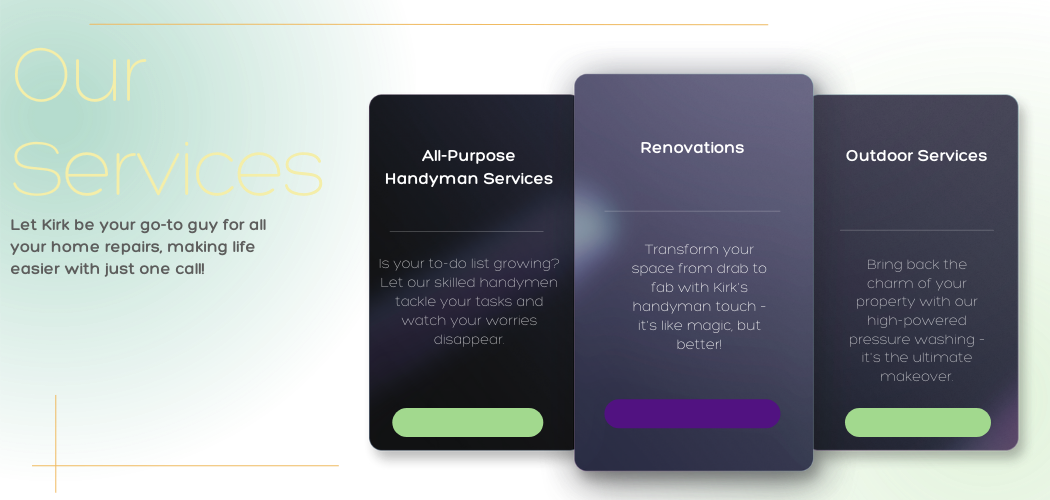 Our
Services
Let Kirk be your go-to guy for all
your home repairs, making life
easier with just one call!
All-Purpose
Handyman Services
Is your to-do list growing?
Let our skilled handymen
tackle your tasks and
watch your worries
disappear.
Renovations
Transform your
space from drab to
fab with Kirk's
handyman touch -
it's like magic, but
better!
Outdoor Services
Bring back the
charm of your
property with our
high-powered
pressure washing -
it's the ultimate
makeover.